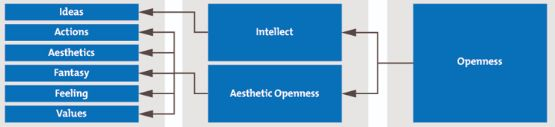 Ideas
Actions
Aesthetics
Fantasy
Feeling
Values
Intellect
Aesthetic Openness
Openness